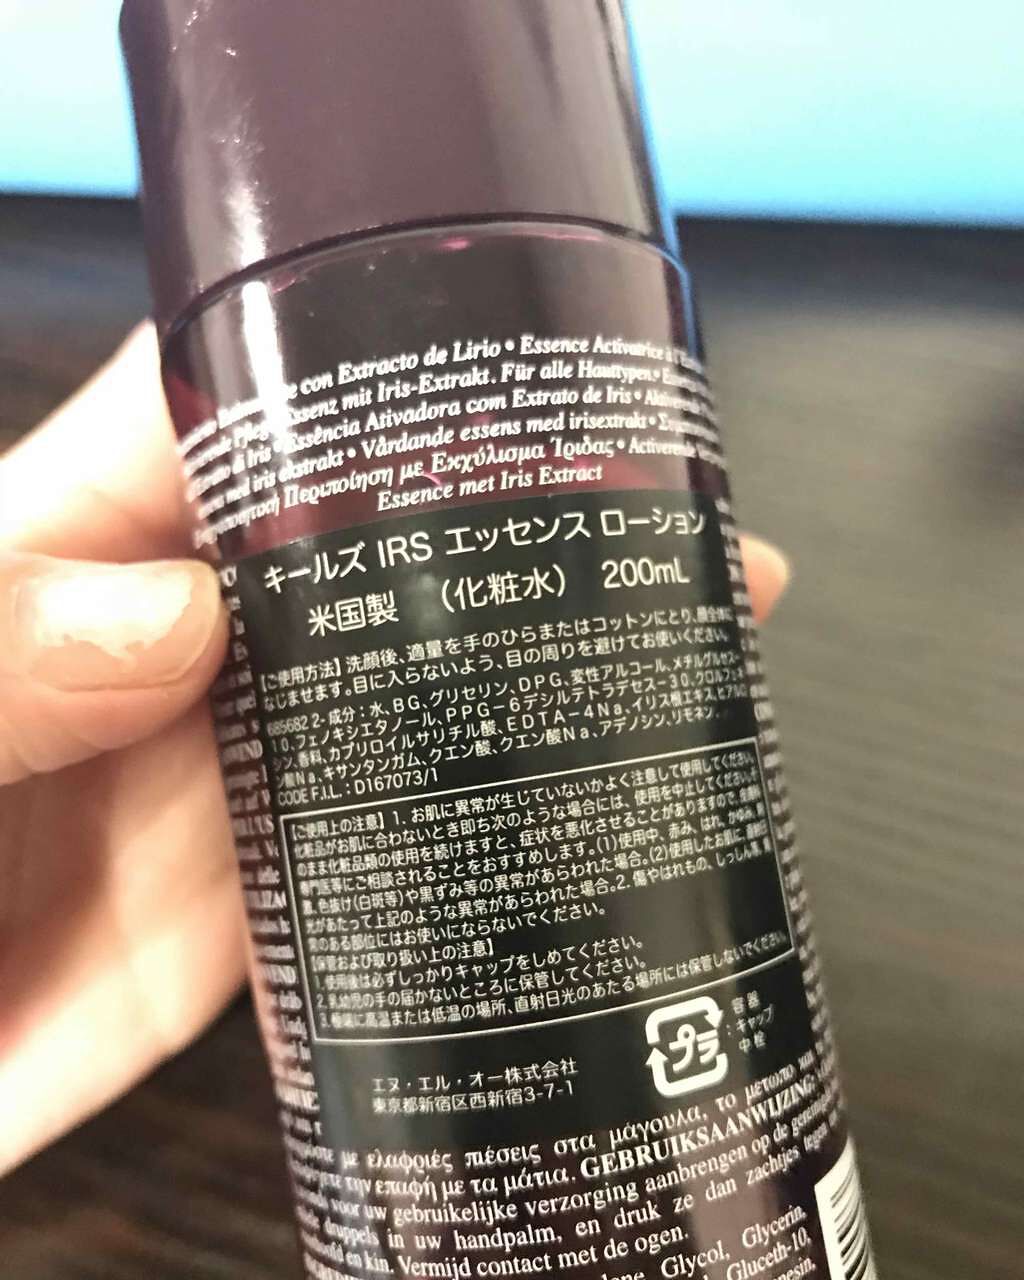 con Extracto de Lirio • Essence Activatrice à l'E
Essenz mit Iris-Extrakt. Für alle Hauttypen •
di Iris • Essência Ativadora com Extrato de Iris •
med iris ekstrakt • Vårdande essens med irisextrakt •
Περιποίηση με Εκχύλισμα Ίριδας • Activerende
Essence met Iris Extract
キールズ IRS エッセンス ローション
米国製 （化粧水） 200mL
【ご使用方法】洗顔後、適量を手のひらまたはコットンにとり、顔全体に
なじませます。目に入らないよう、目の周りを避けてお使いください。
685682 2- 成分：水、BG、グリセリン、DPG、変性アルコール、メチルグルセス－
10、フェノキシエタノール、PPG－6デシルテトラデセス－30、クロルフェネ
シン、香料、カプリロイルサリチル酸、EDTA－4Na、イリス根エキス、ヒアルロ
ン酸Na、キサンタンガム、クエン酸、クエン酸Na、アデノシン、リモネン
CODE F.I.L. : D167073/1
【ご使用上の注意】 1. お肌に異常が生じていないかよく注意して使用してください。
化粧品がお肌に合わないとき即ち次のような場合には、使用を中止してください。そ
のまま化粧品類の使用を続けますと、症状を悪化させることがありますので、皮膚科
専門医等にご相談されることをおすすめします。(1)使用中、赤み、はれ、かゆみ、刺
激、色抜け(白斑等)や黒ずみ等の異常があらわれた場合。(2)使用したお肌に、直射日
光があたって上記のような異常があらわれた場合。2. 傷やはれもの、しっしん等、異
常のある部位にはお使いにならないでください。
【保管および取り扱い上の注意】
1. 使用後は必ずしっかりキャップをしめてください。
2. 乳幼児の手の届かないところに保管してください。
3. 極端に高温または低温の場所、直射日光のあたる場所には保管しないでください。
プラ
容器
：キャップ
中栓
エヌ・エル・オー株式会社
東京都新宿区西新宿3-7-1
με ελαφριές πιέσεις στα μάγουλα, το μέτωπο και
την επαφή με τα μάτια. GEBRUIKSAANWIJZING:
voor uw gebruikelijke verzorging aanbrengen op de gereinigde
druppels in uw handpalm, en druk ze dan zachtjes tegen
en kin. Vermijd contact met de ogen.
Glycol, Glycerin,
Gluceth-10,